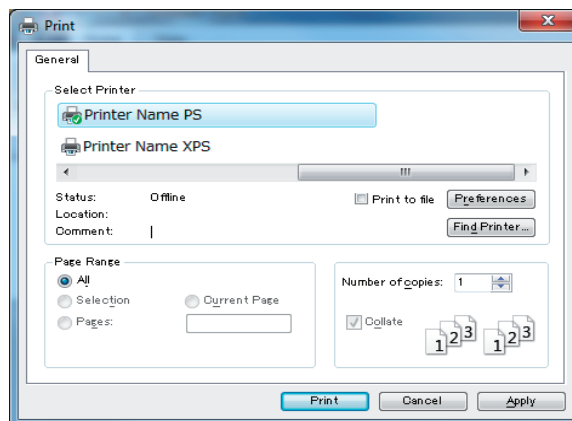 Print
General
Select Printer
Printer Name PS
Printer Name XPS
Status: Offline
Print to file
Preferences
Location:
Comment:
Find Printer...
Page Range
All
Selection
Current Page
Pages:
Number of copies: 1
Collate
1 2 3 1 2 3
Print Cancel Apply